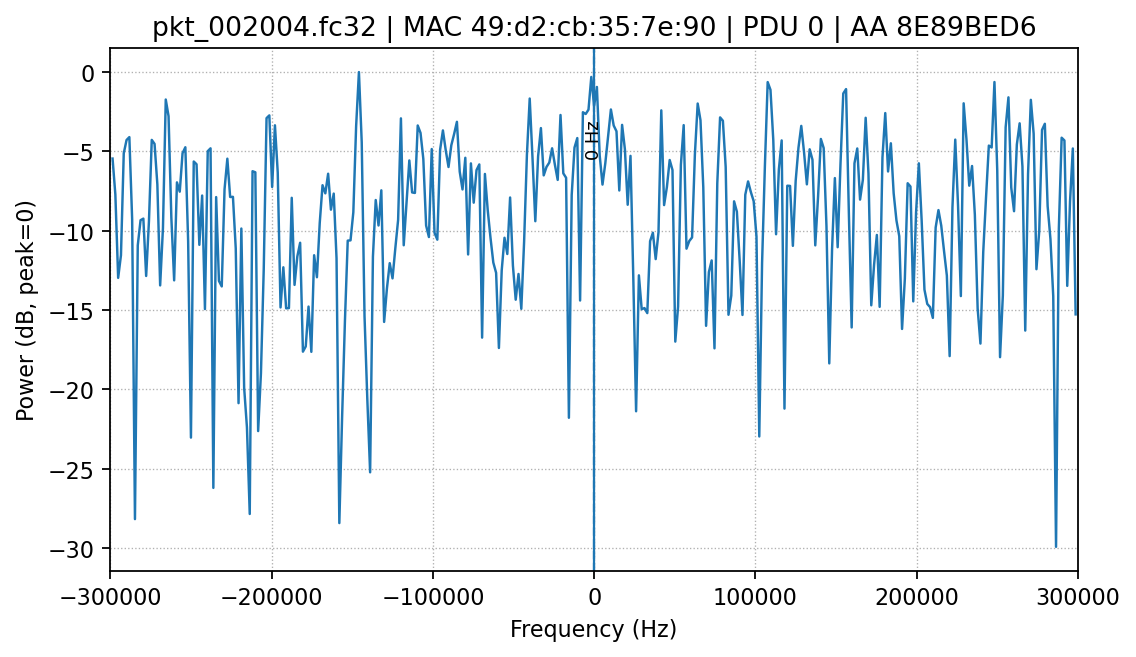 pkt_002004.fc32 | MAC 49:d2:cb:35:7e:90 | PDU 0 | AA 8E89BED6
Power (dB, peak=0)
0
−5
−10
−15
−20
−25
−30
0 Hz
−300000 −200000 −100000 0 100000 200000 300000
Frequency (Hz)